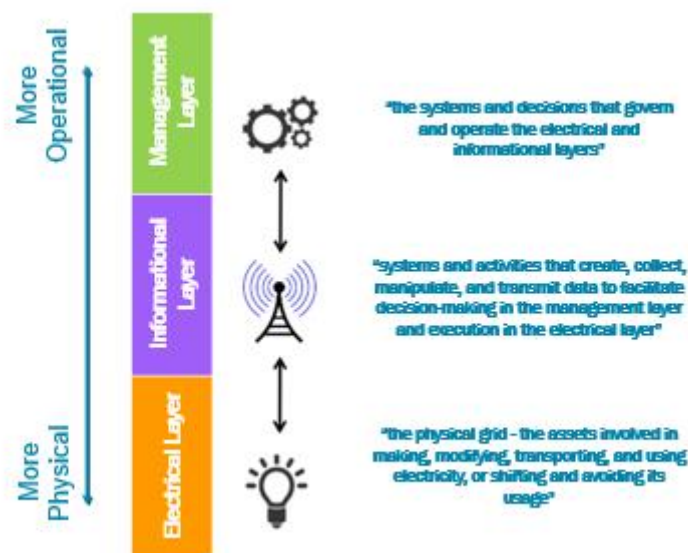 More
Operational
Management
Layer
"the systems and decisions that govern
and operate the electrical and
informational layers"
Informational
Layer
"systems and activities that create, collect,
manipulate, and transmit data to facilitate
decision-making in the management layer
and execution in the electrical layer"
More
Physical
Electrical Layer
"the physical grid - the assets involved in
making, modifying, transporting, and using
electricity, or shifting and avoiding its
usage"